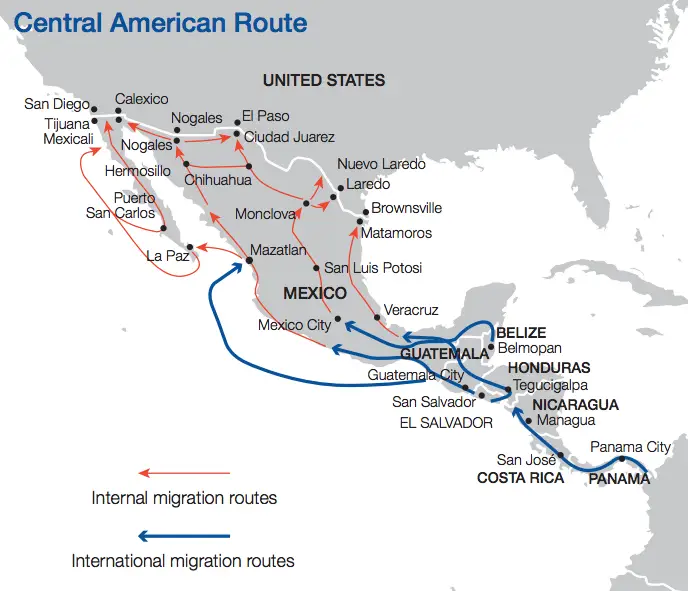 Central American Route
UNITED STATES
San Diego
Calexico
Tijuana
Mexicali
Nogales
El Paso
Nogales
Ciudad Juarez
Hermosillo
Chihuahua
Nuevo Laredo
Laredo
Puerto
San Carlos
Monclova
Brownsville
Matamoros
La Paz
Mazatlan
San Luis Potosi
MEXICO
Mexico City
Veracruz
BELIZE
Belmopan
GUATEMALA
Guatemala City
HONDURAS
Tegucigalpa
San Salvador
NICARAGUA
EL SALVADOR
Managua
Panama City
San José
COSTA RICA
PANAMÁ
Internal migration routes
International migration routes